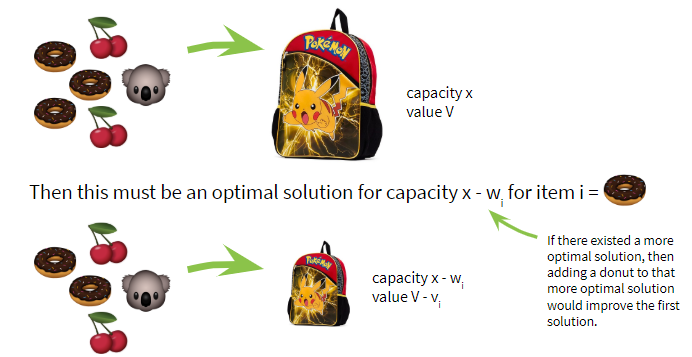 POKéMON
capacity x
value V
Then this must be an optimal solution for capacity x - wi for item i =
If there existed a more
optimal solution, then
adding a donut to that
more optimal solution
would improve the first
solution.
POKéMON
capacity x - wi
value V - vi